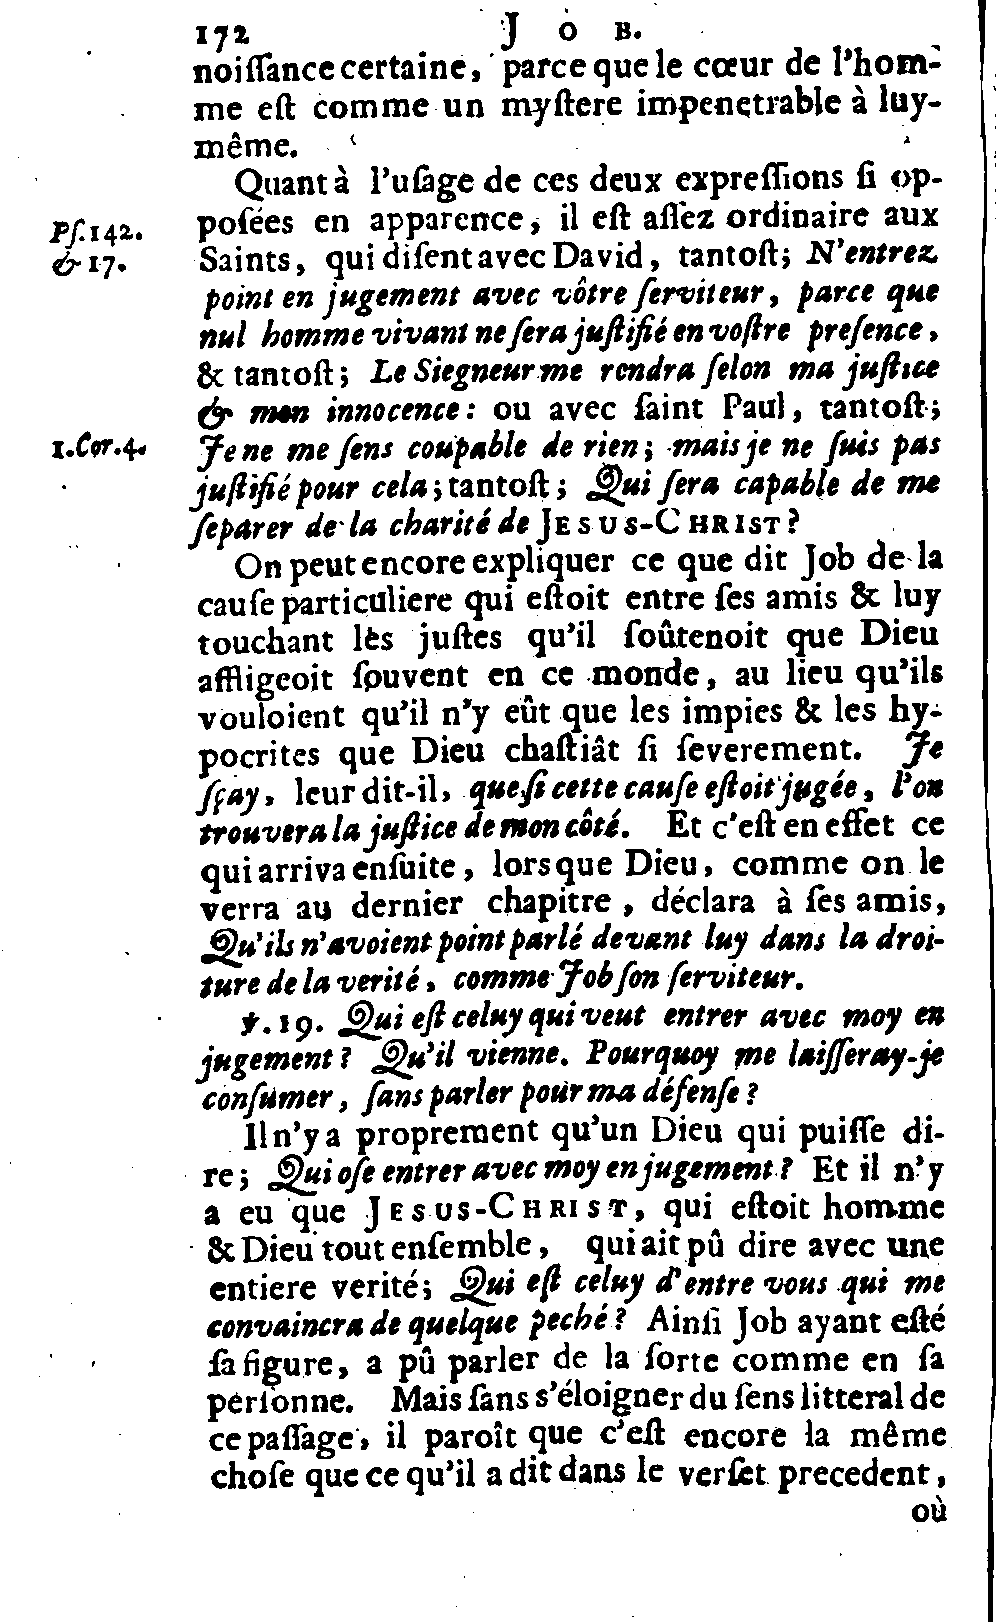 172 JOB.
noiſſance certaine, parce que le cœur de l'hom-
me eſt comme un myſtere impenetrable à luy-
même.
Quant à l'uſage de ces deux expreſſions ſi op-
poſées en apparence, il eſt aſſez ordinaire aux
Pſ. 142.
& 17.
Saints, qui diſent avec David, tantoſt; N'entrez
point en jugement avec vôtre ſerviteur, parce que
nul homme vivant ne ſera juſtifié en voſtre preſence,
& tantoſt; Le Siegneur me rendra ſelon ma juſtice
& mon innocence: ou avec ſaint Paul, tantoſt;
1. Cor. 4.
Je ne me ſens coupable de rien; mais je ne ſuis pas
juſtifié pour cela; tantoſt; Qui ſera capable de me
ſeparer de la charité de JESUS-CHRIST?
On peut encore expliquer ce que dit Job de la
cauſe particuliere qui eſtoit entre ſes amis & luy
touchant les juſtes qu'il ſoûtenoit que Dieu
affligeoit ſouvent en ce monde, au lieu qu'ils
vouloient qu'il n'y eût que les impies & les hy-
pocrites que Dieu chaſtiât ſi ſeverement. Je
ſçay, leur dit-il, que ſi cette cauſe eſtoit jugée, l'on
trouvera la juſtice de mon côté. Et c'eſt en effet ce
qui arriva enſuite, lorsque Dieu, comme on le
verra au dernier chapitre, déclara à ſes amis,
Qu'ils n'avoient point parlé devant luy dans la droi-
ture de la verité, comme Job ſon ſerviteur.
℣. 19. Qui eſt celuy qui veut entrer avec moy en
jugement? Qu'il vienne. Pourquoy me laiſſeray-je
conſumer, ſans parler pour ma défenſe?
Il n'y a proprement qu'un Dieu qui puiſſe di-
re; Qui oſe entrer avec moy en jugement? Et il n'y
a eu que JESUS-CHRIST, qui eſtoit homme
& Dieu tout enſemble, qui ait pû dire avec une
entiere verité; Qui eſt celuy d'entre vous qui me
convaincra de quelque peché? Ainſi Job ayant eſté
ſa figure, a pû parler de la ſorte comme en ſa
perſonne. Mais ſans s'éloigner du ſens litteral de
ce paſſage, il paroît que c'eſt encore la même
choſe que ce qu'il a dit dans le verſet precedent,
où